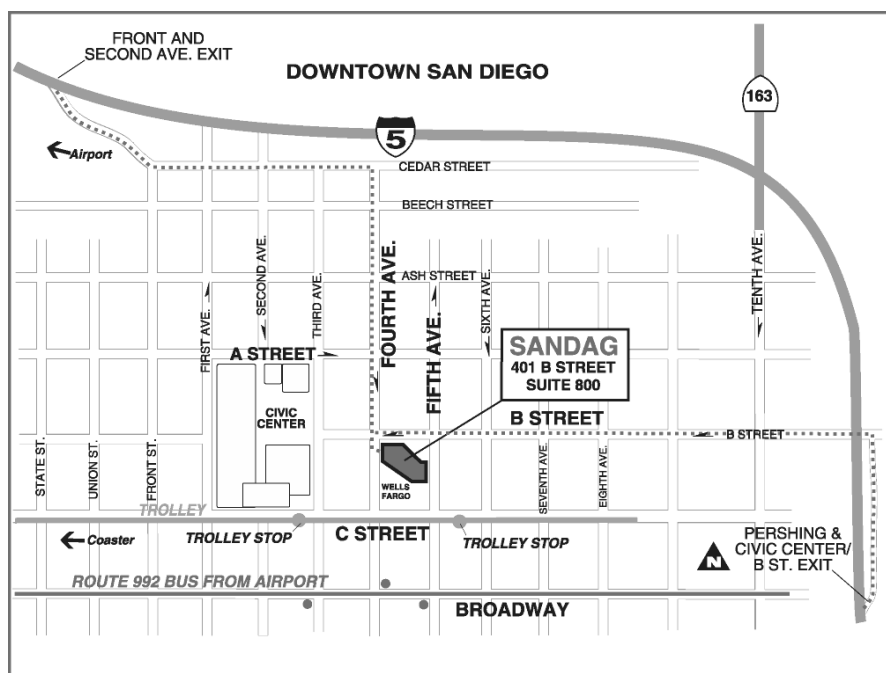 FRONT AND
SECOND AVE. EXIT
DOWNTOWN SAN DIEGO
163
5
Airport
CEDAR STREET
BEECH STREET
ASH STREET
FIRST AVE.
SECOND AVE.
THIRD AVE.
FOURTH AVE.
FIFTH AVE.
SIXTH AVE.
TENTH AVE.
A STREET
SANDAG
401 B STREET
SUITE 800
CIVIC
CENTER
B STREET
B STREET
STATE ST.
UNION ST.
FRONT ST.
WELLS
FARGO
SEVENTH AVE.
EIGHTH AVE.
TROLLEY
Coaster
TROLLEY STOP
C STREET
TROLLEY STOP
N
PERSHING &
CIVIC CENTER/
B ST. EXIT
ROUTE 992 BUS FROM AIRPORT
BROADWAY